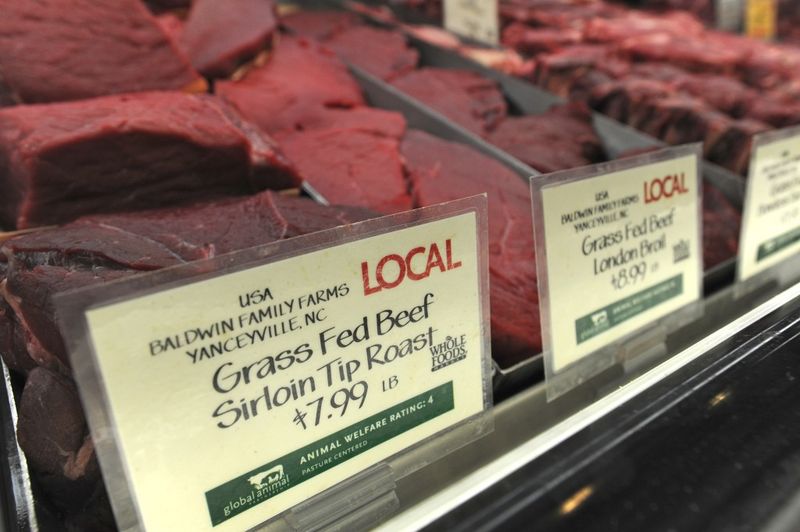 USA
LOCAL
BALDWIN FAMILY FARMS
YANCEYVILLE, NC
Grass Fed Beef
Sirloin Tip Roast
WHOLE
FOODS
MARKET
$7.99 LB
ANIMAL WELFARE RATING: 4
PASTURE CENTERED
global animal
USA
LOCAL
BALDWIN FAMILY FARMS
YANCEYVILLE, NC
Grass Fed Beef
London Broil
$8.99 LB